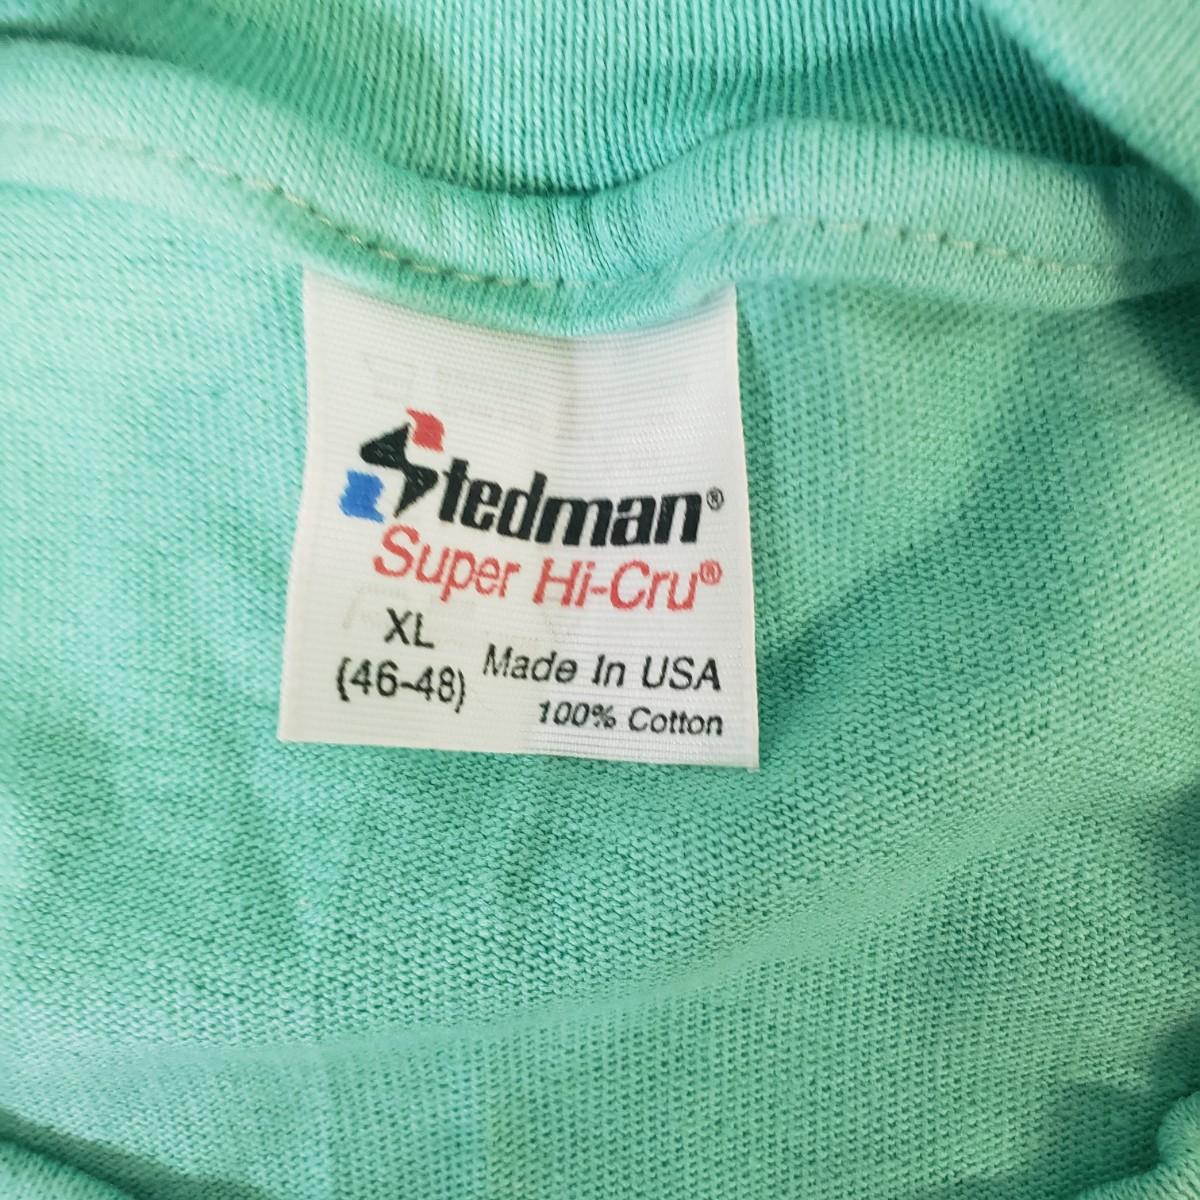 Stedman®
Super Hi-Cru®
XL
(46-48)
Made In USA
100% Cotton